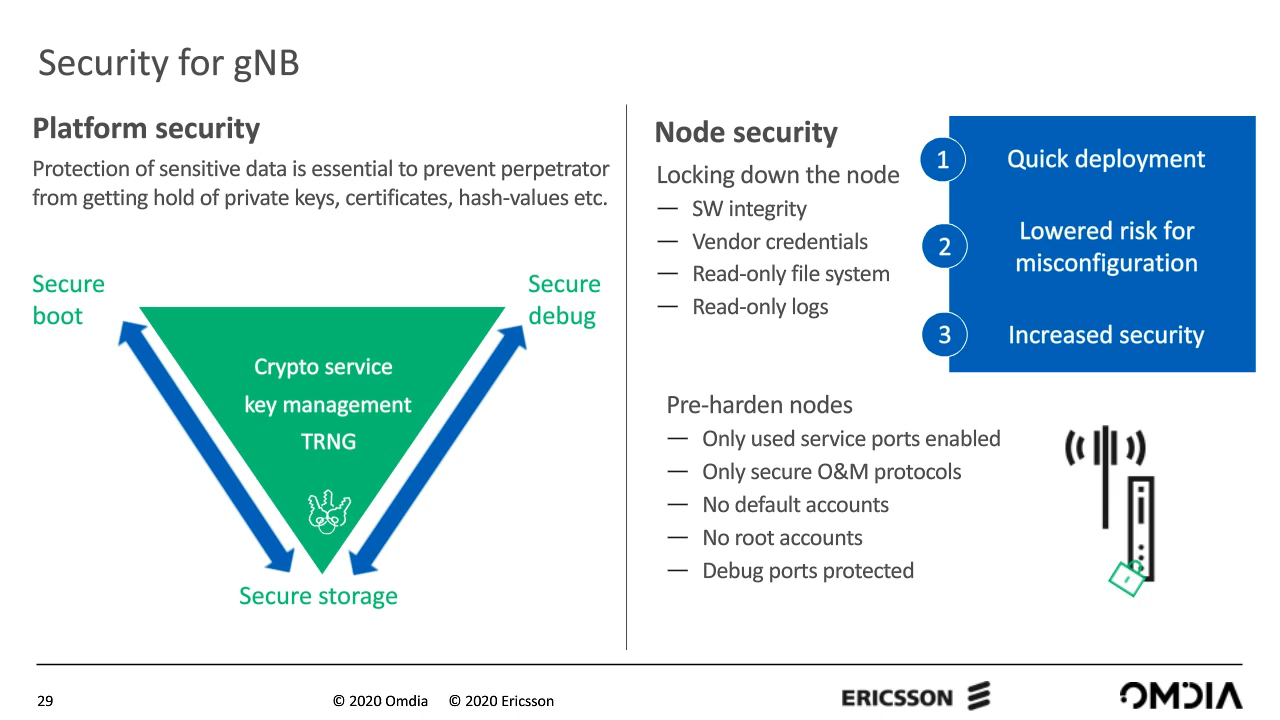 Security for gNB
Platform security
Protection of sensitive data is essential to prevent perpetrator
from getting hold of private keys, certificates, hash-values etc.
Secure
boot
Secure
debug
Crypto service
key management
TRNG
Secure storage
Node security
Locking down the node
— SW integrity
— Vendor credentials
— Read-only file system
— Read-only logs
1 Quick deployment
2 Lowered risk for
misconfiguration
3 Increased security
Pre-harden nodes
— Only used service ports enabled
— Only secure O&M protocols
— No default accounts
— No root accounts
— Debug ports protected
29 © 2020 Omdia © 2020 Ericsson
ERICSSON
OMDIA